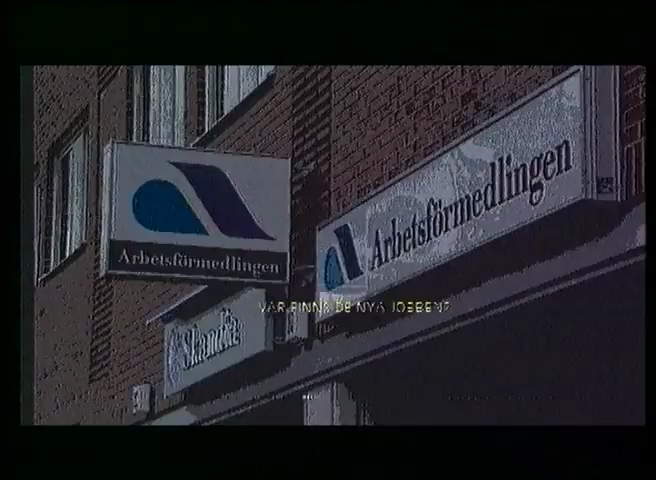 Arbetsförmedlingen
Arbetsförmedlingen
Skandia
VAR FINNS DE NYA JOBBEN?